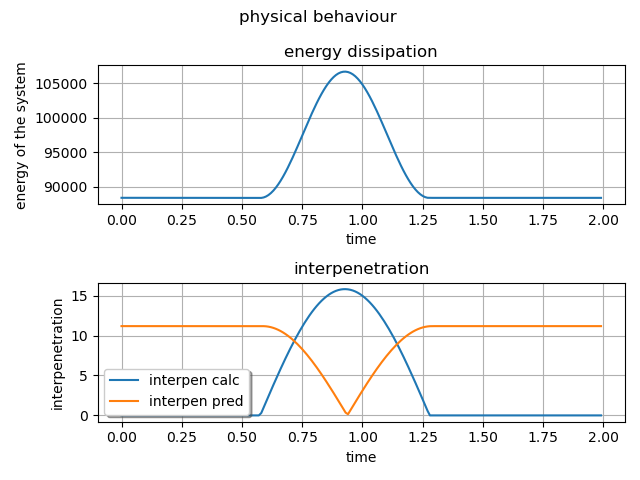 physical behaviour
energy dissipation
energy of the system
105000
100000
95000
90000
0.00 0.25 0.50 0.75 1.00 1.25 1.50 1.75 2.00
time
interpenetration
interpenetration
15
10
5
0
interpen calc
interpen pred
0.00 0.25 0.50 0.75 1.00 1.25 1.50 1.75 2.00
time